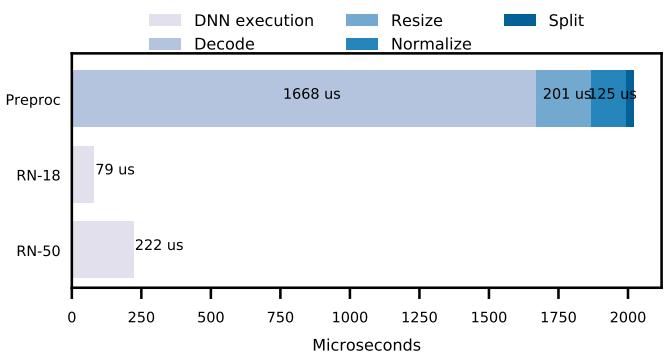 DNN execution Resize Split
Decode Normalize
Preproc 1668 us 201 us 125 us
RN-18 79 us
RN-50 222 us
0 250 500 750 1000 1250 1500 1750 2000
Microseconds